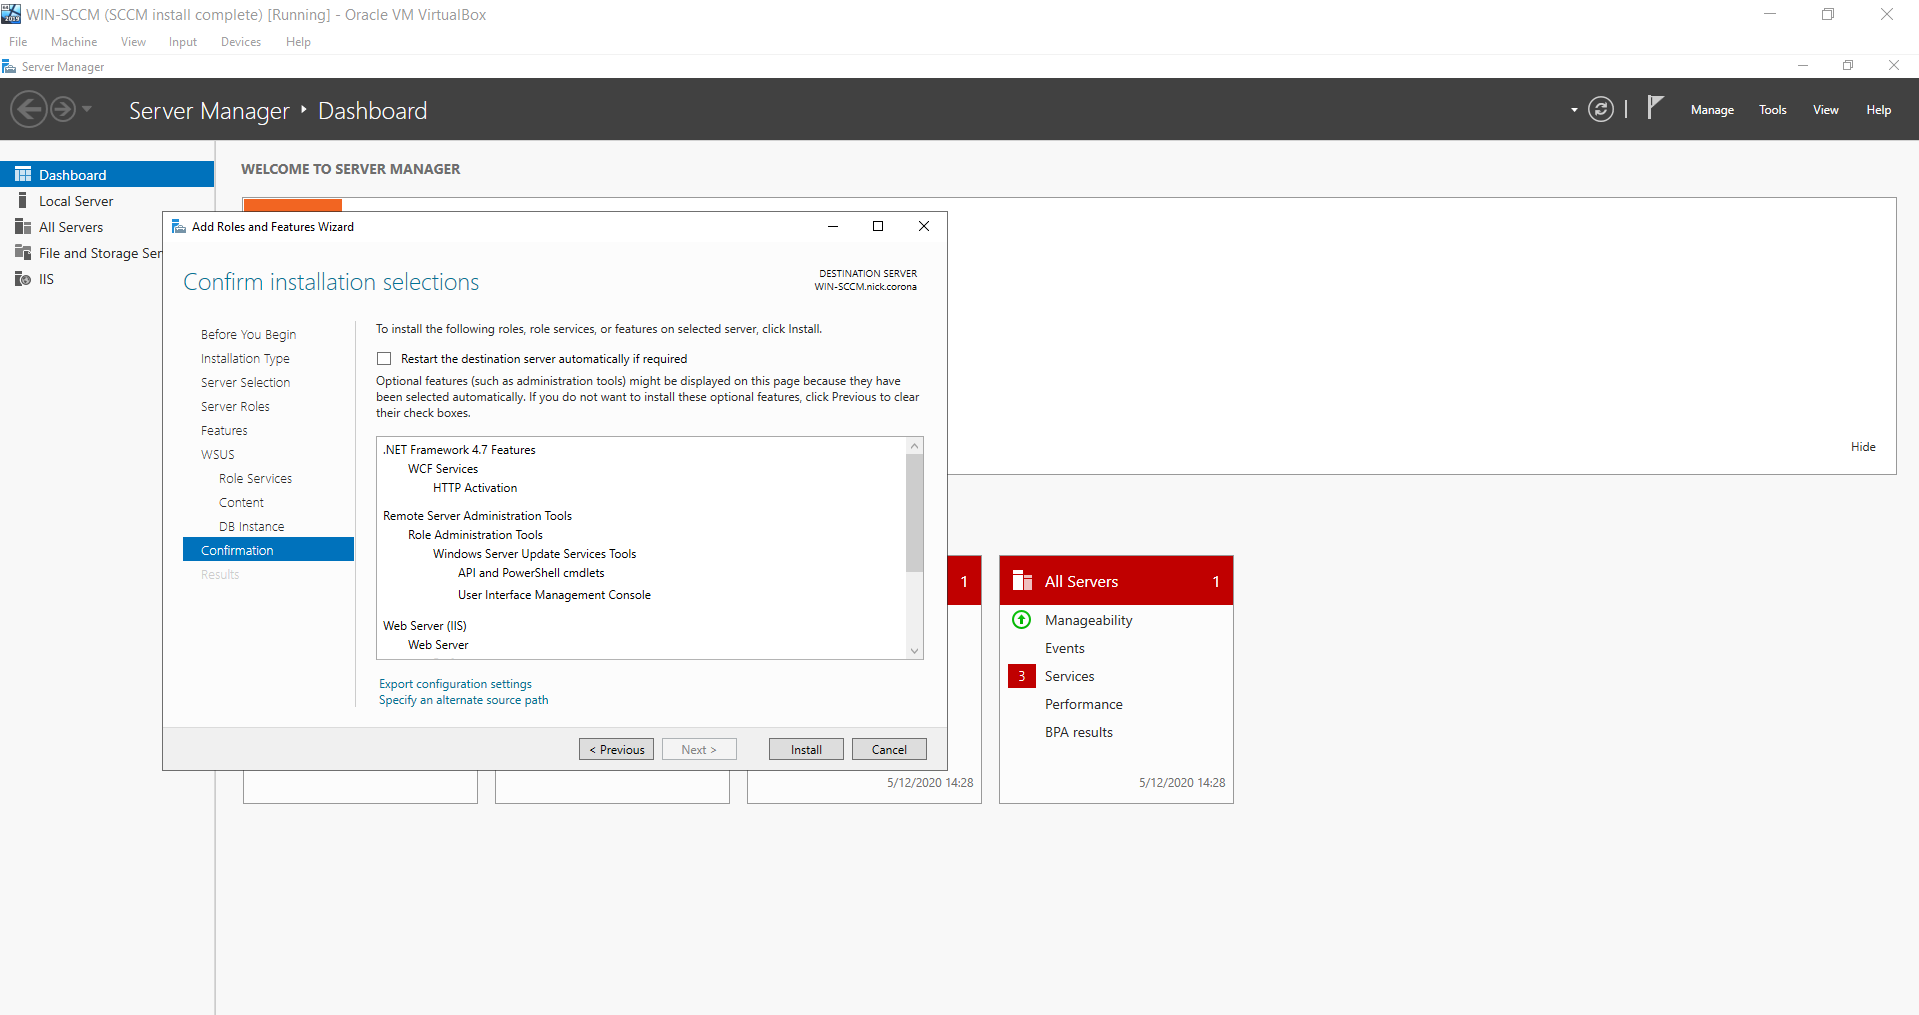 WIN-SCCM (SCCM install complete) [Running] - Oracle VM VirtualBox
File Machine View Input Devices Help
Server Manager
Server Manager Dashboard
Manage Tools View Help
Dashboard
Local Server
All Servers
File and Storage Ser
IIS
WELCOME TO SERVER MANAGER
Hide
Add Roles and Features Wizard
Confirm installation selections
DESTINATION SERVER
WIN-SCCM.nick.corona
Before You Begin
Installation Type
Server Selection
Server Roles
Features
WSUS
Role Services
Content
DB Instance
Confirmation
Results
To install the following roles, role services, or features on selected server, click Install.
Restart the destination server automatically if required
Optional features (such as administration tools) might be displayed on this page because they have
been selected automatically. If you do not want to install these optional features, click Previous to clear
their check boxes.
.NET Framework 4.7 Features
WCF Services
HTTP Activation
Remote Server Administration Tools
Role Administration Tools
Windows Server Update Services Tools
API and PowerShell cmdlets
User Interface Management Console
Web Server (IIS)
Web Server
Export configuration settings
Specify an alternate source path
< Previous Next > Install Cancel
1
5/12/2020 14:28
All Servers 1
Manageability
Events
3 Services
Performance
BPA results
5/12/2020 14:28